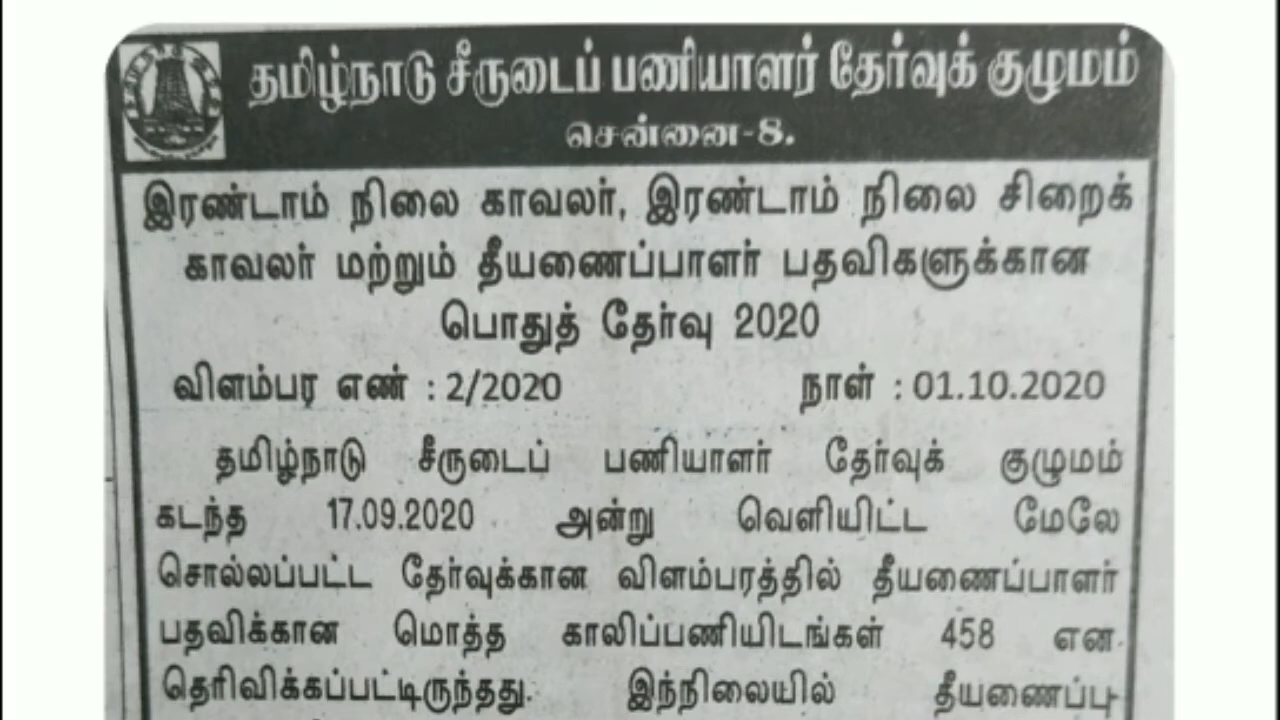 தமிழ்நாடு சீருடைப் பணியாளர் தேர்வுக் குழுமம்
சென்னை-8.
இரண்டாம் நிலை காவலர், இரண்டாம் நிலை சிறைக்
காவலர் மற்றும் தீயணைப்பாளர் பதவிகளுக்கான
பொதுத் தேர்வு 2020
விளம்பர எண் : 2/2020 நாள் : 01.10.2020
தமிழ்நாடு சீருடைப் பணியாளர் தேர்வுக் குழுமம்
கடந்த 17.09.2020 அன்று வெளியிட்ட மேலே
சொல்லப்பட்ட தேர்வுக்கான விளம்பரத்தில் தீயணைப்பாளர்
பதவிக்கான மொத்த காலிப்பணியிடங்கள் 458 என
தெரிவிக்கப்பட்டிருந்தது. இந்நிலையில் தீயணைப்பு